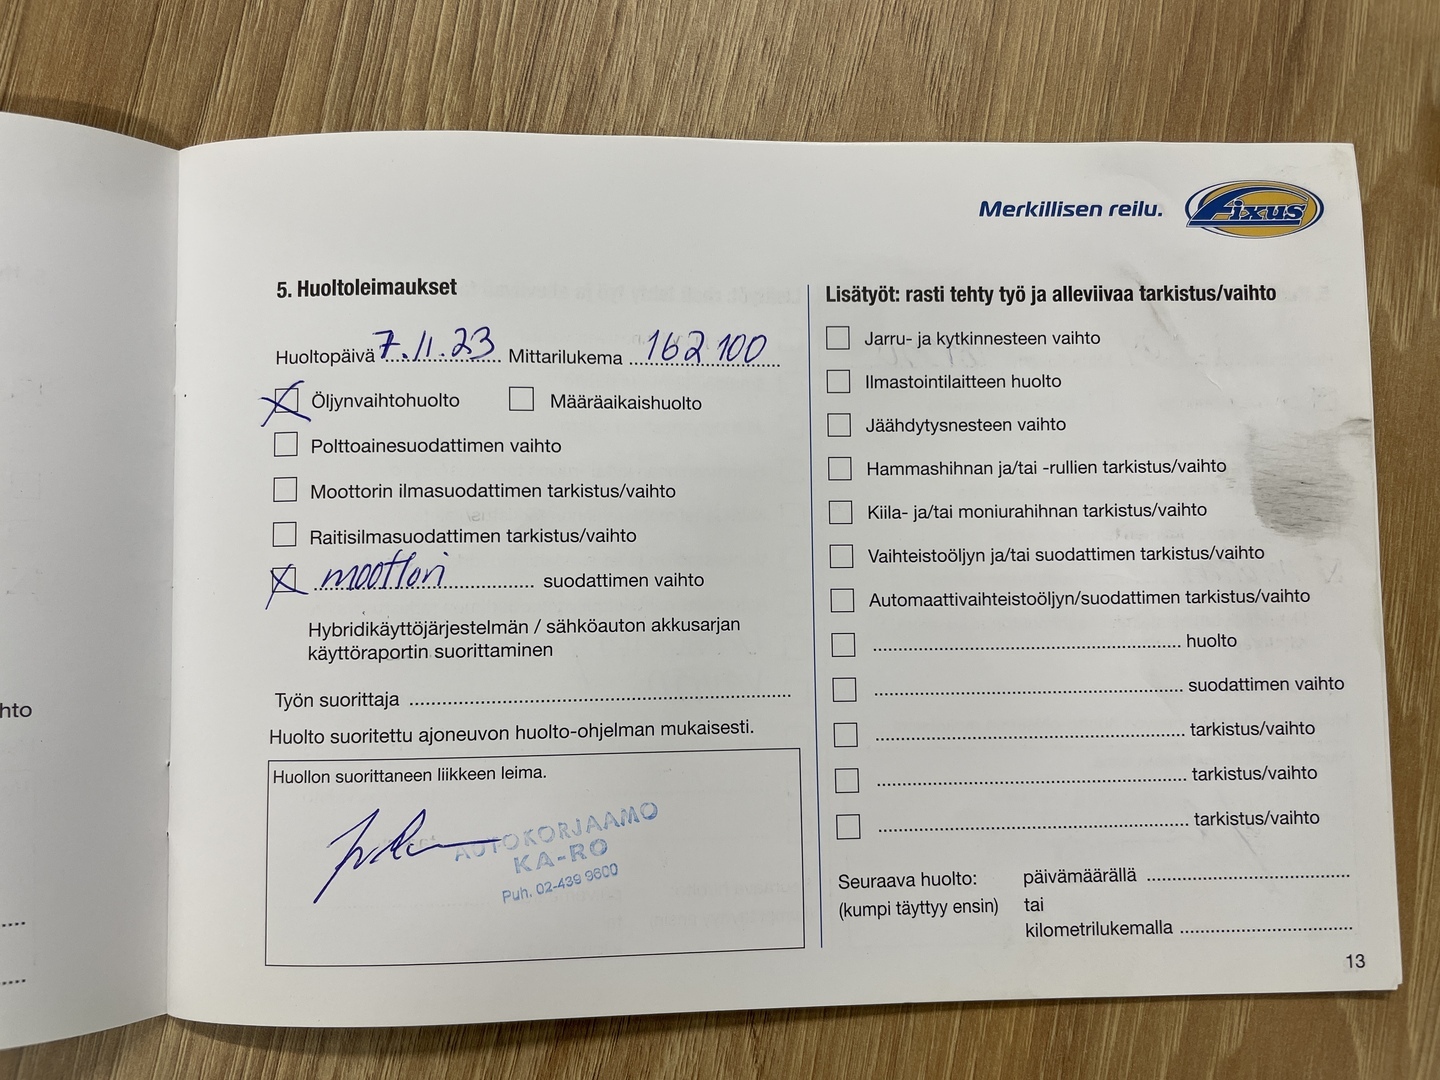 Merkillisen reilu. Fixus
5. Huoltoleimaukset
Huoltopäivä 7.11.23 Mittarilukema 162 100
Öljynvaihtohuolto Määräaikaishuolto
Polttoainesuodattimen vaihto
Moottorin ilmasuodattimen tarkistus/vaihto
Raitisilmasuodattimen tarkistus/vaihto
moottori suodattimen vaihto
Hybridikäyttöjärjestelmän / sähköauton akkusarjan
käyttöraportin suorittaminen
Työn suorittaja
Huolto suoritettu ajoneuvon huolto-ohjelman mukaisesti.
Huollon suorittaneen liikkeen leima.
AUTOKORJAAMO
KA-RO
Puh. 02-439 9600
Lisätyöt: rasti tehty työ ja alleviivaa tarkistus/vaihto
Jarru- ja kytkinnesteen vaihto
Ilmastointilaitteen huolto
Jäähdytysnesteen vaihto
Hammashihnan ja/tai -rullien tarkistus/vaihto
Kiila- ja/tai moniurahihnan tarkistus/vaihto
Vaihteistoöljyn ja/tai suodattimen tarkistus/vaihto
Automaattivaihteistoöljyn/suodattimen tarkistus/vaihto
huolto
suodattimen vaihto
tarkistus/vaihto
tarkistus/vaihto
tarkistus/vaihto
Seuraava huolto: päivämäärällä
(kumpi täyttyy ensin) tai
kilometrilukemalla
13
hto